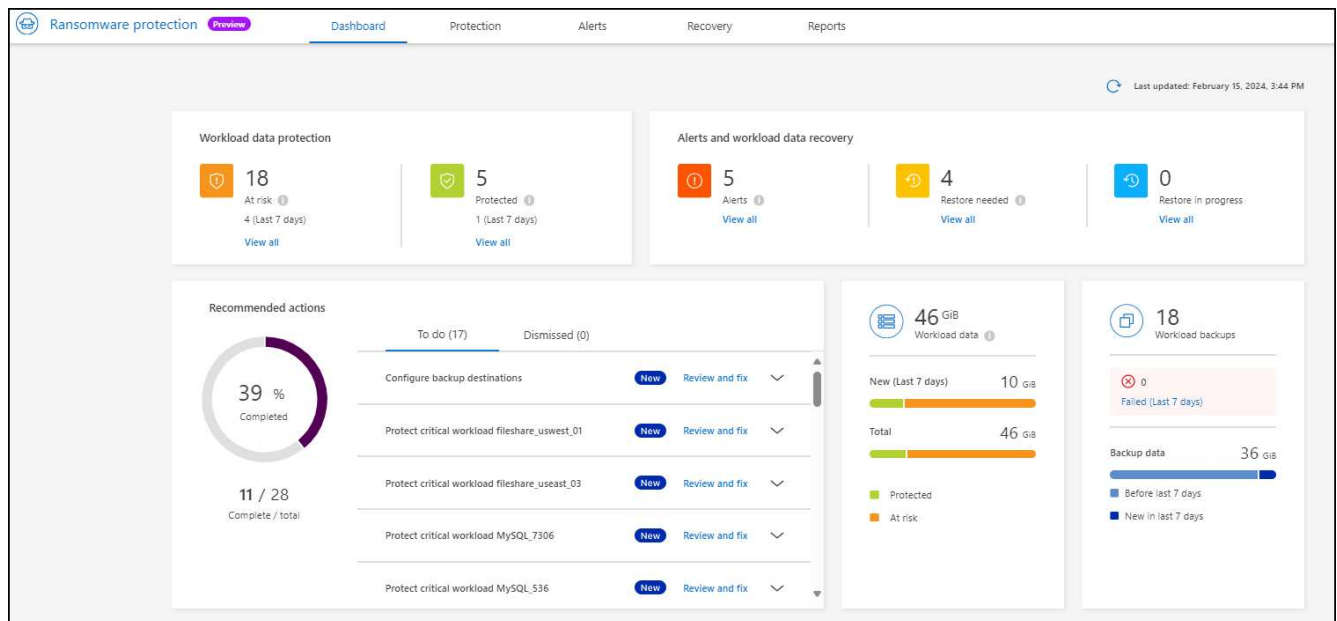 Ransomware protection Preview Dashboard Protection Alerts Recovery Reports
Last updated: February 15, 2024, 3:44 PM
Workload data protection
18
At risk
4 (Last 7 days)
View all
5
Protected
1 (Last 7 days)
View all
Alerts and workload data recovery
5
Alerts
View all
4
Restore needed
View all
0
Restore in progress
View all
Recommended actions
39 %
Completed
11 / 28
Complete / total
To do (17) Dismissed (0)
Configure backup destinations New Review and fix
Protect critical workload fileshare_uswest_01 New Review and fix
Protect critical workload fileshare_useast_03 New Review and fix
Protect critical workload MySQL_7306 New Review and fix
Protect critical workload MySQL_536 New Review and fix
46 GiB
Workload data
New (Last 7 days) 10 GiB
Total 46 GiB
Protected
At risk
18
Workload backups
0
Failed (Last 7 days)
Backup data 36 GiB
Before last 7 days
New in last 7 days